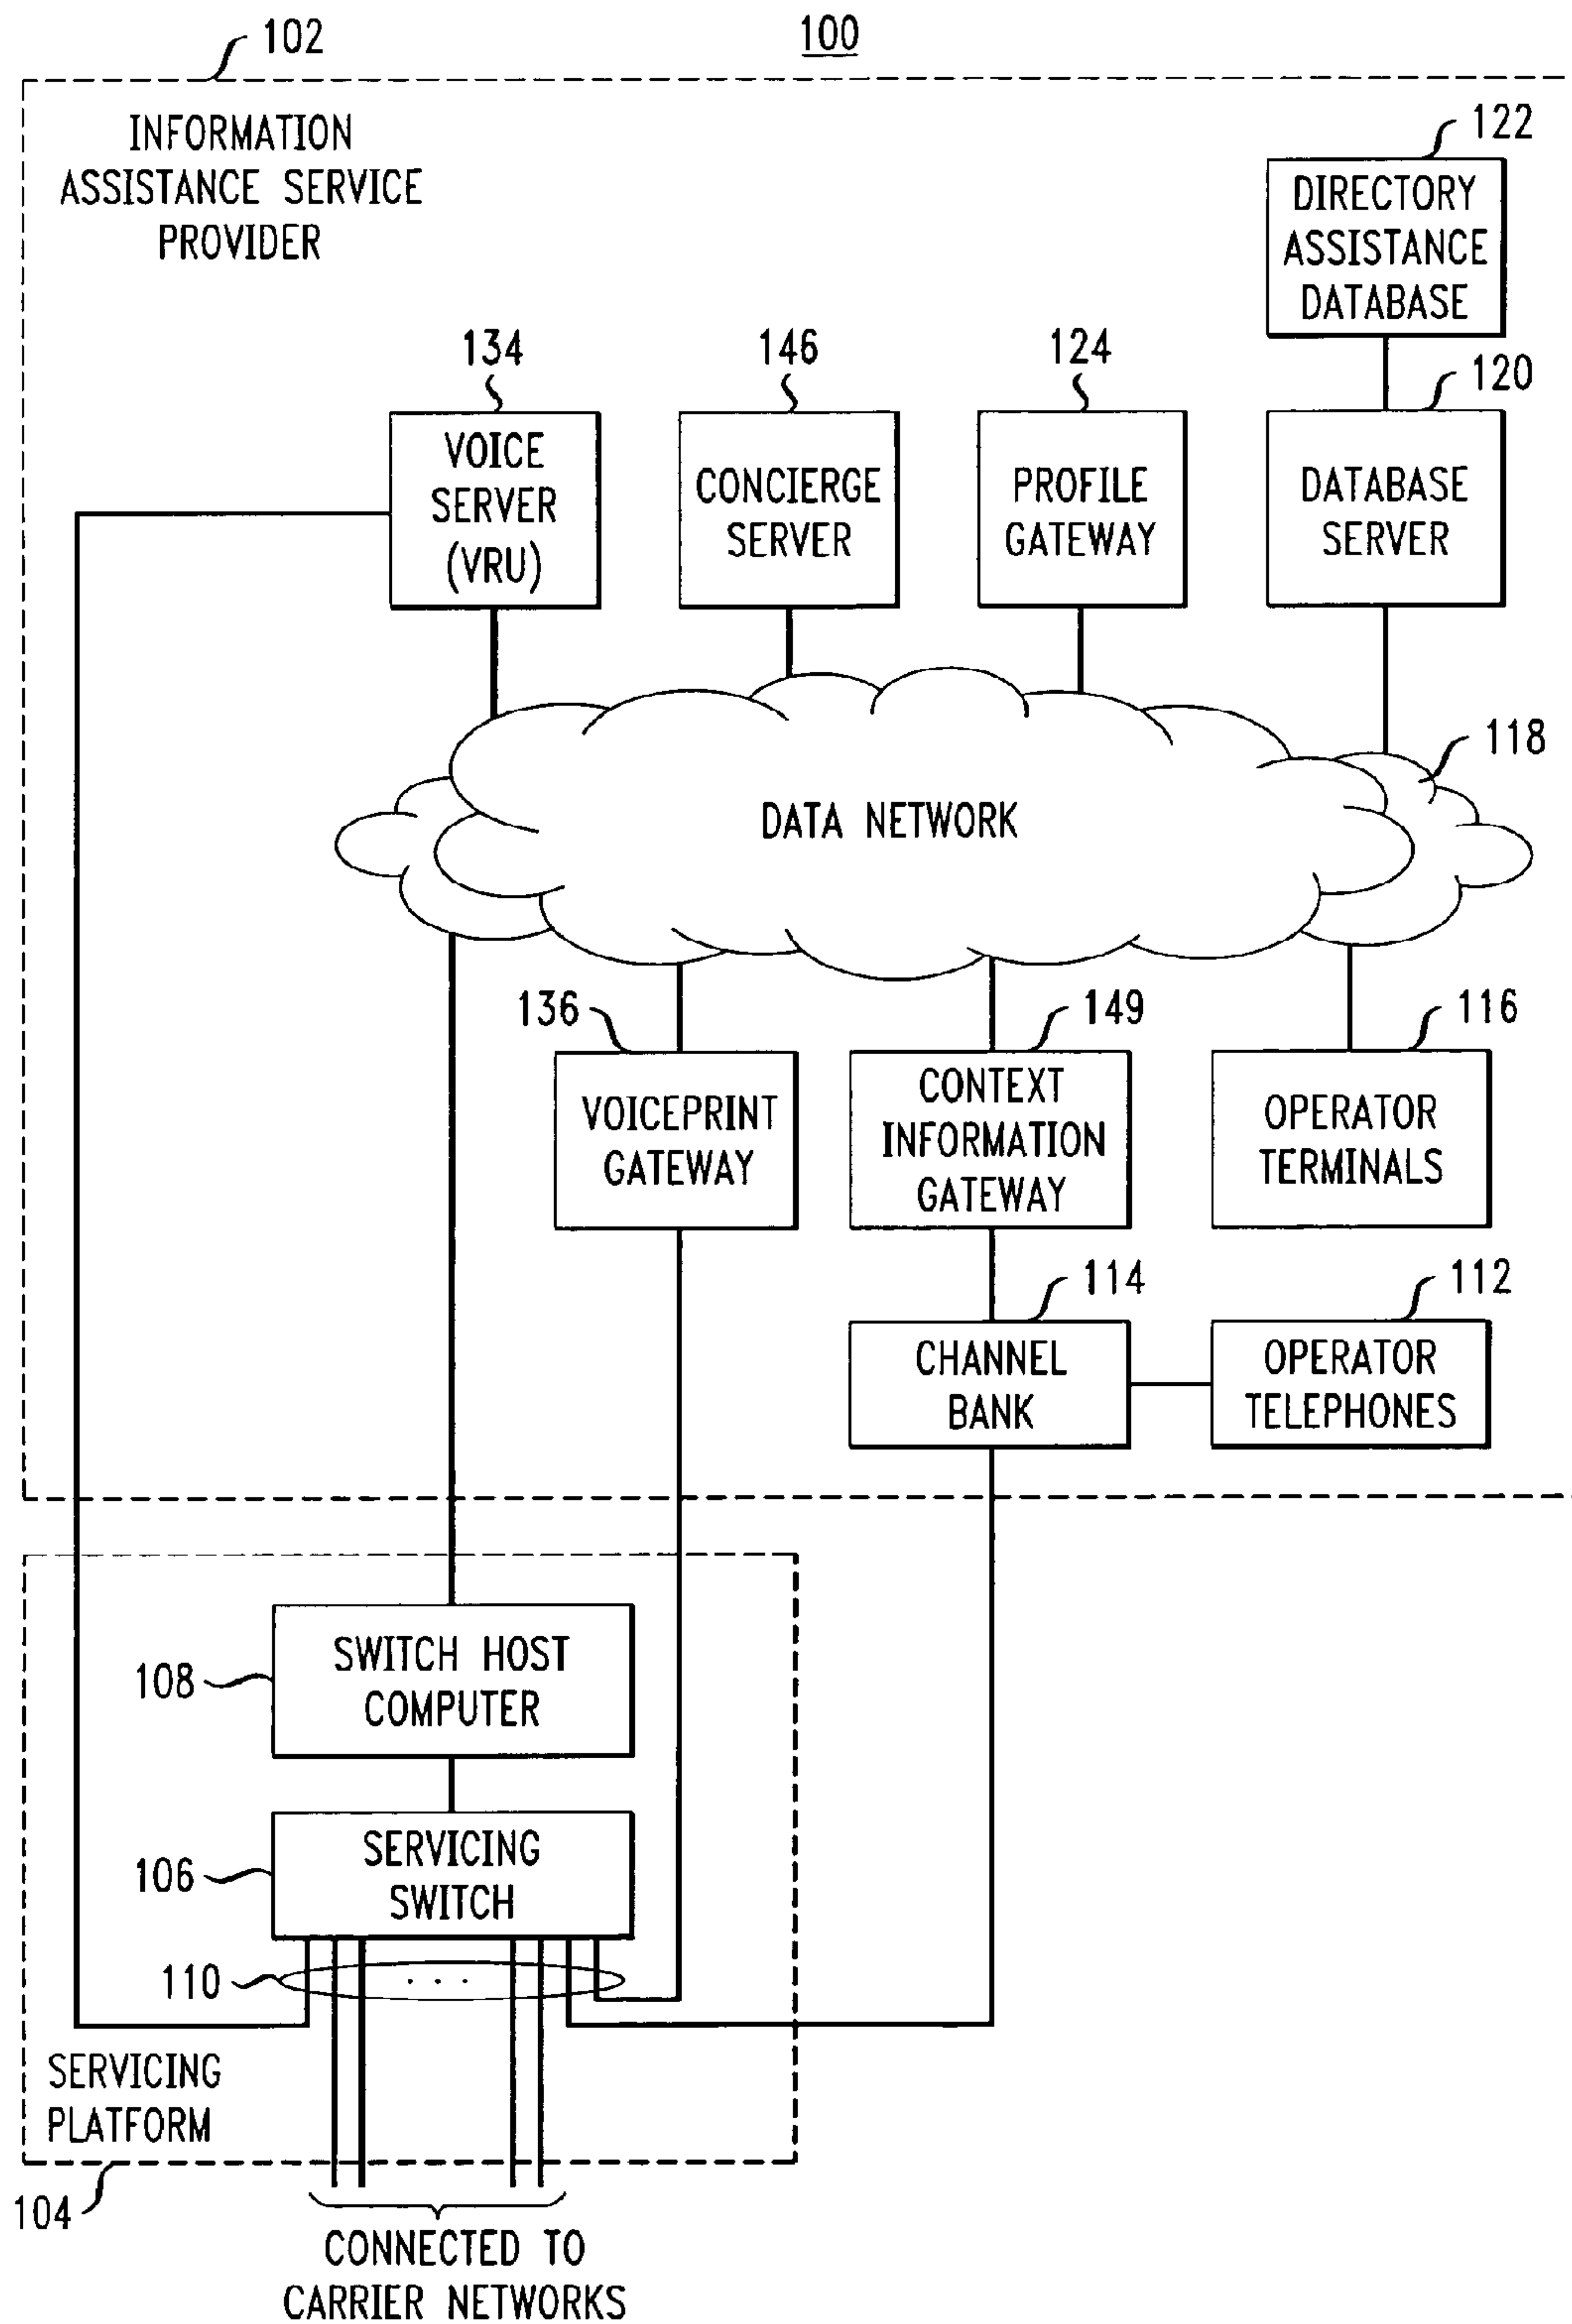 100
102
INFORMATION
ASSISTANCE SERVICE
PROVIDER
122
DIRECTORY
ASSISTANCE
DATABASE
134
VOICE
SERVER
(VRU)
146
CONCIERGE
SERVER
124
PROFILE
GATEWAY
120
DATABASE
SERVER
118
DATA NETWORK
136
VOICEPRINT
GATEWAY
149
CONTEXT
INFORMATION
GATEWAY
116
OPERATOR
TERMINALS
114
CHANNEL
BANK
112
OPERATOR
TELEPHONES
108
SWITCH HOST
COMPUTER
106
SERVICING
SWITCH
110
. . .
SERVICING
PLATFORM
104
CONNECTED TO
CARRIER NETWORKS